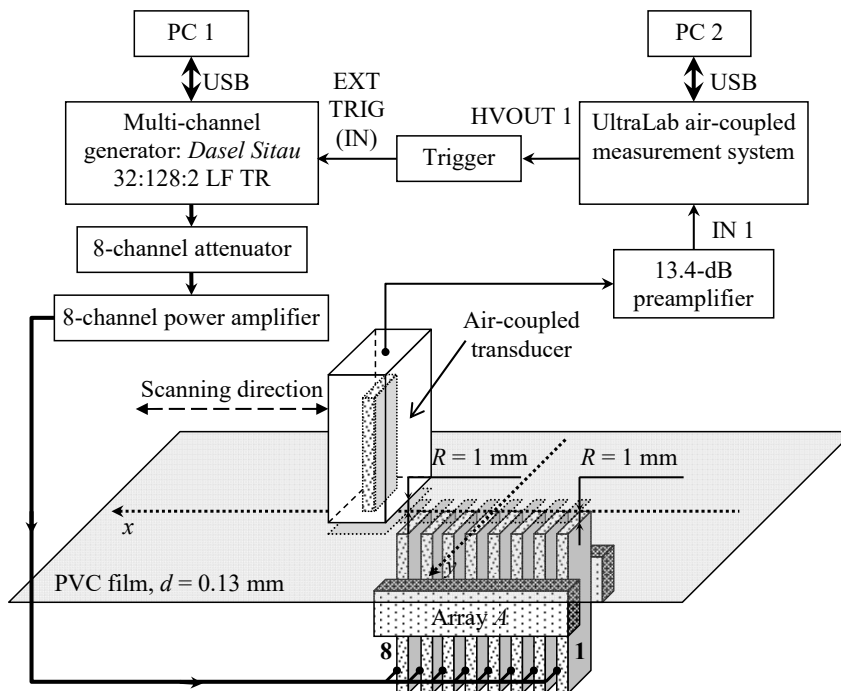 PC 1
PC 2
USB
USB
EXT
TRIG
(IN)
HVOUT 1
Multi-channel
generator: Dasel Sitau
32:128:2 LF TR
Trigger
UltraLab air-coupled
measurement system
IN 1
8-channel attenuator
13.4-dB
preamplifier
8-channel power amplifier
Air-coupled
transducer
Scanning direction
R = 1 mm
R = 1 mm
x
y
PVC film, d = 0.13 mm
Array A
8
1